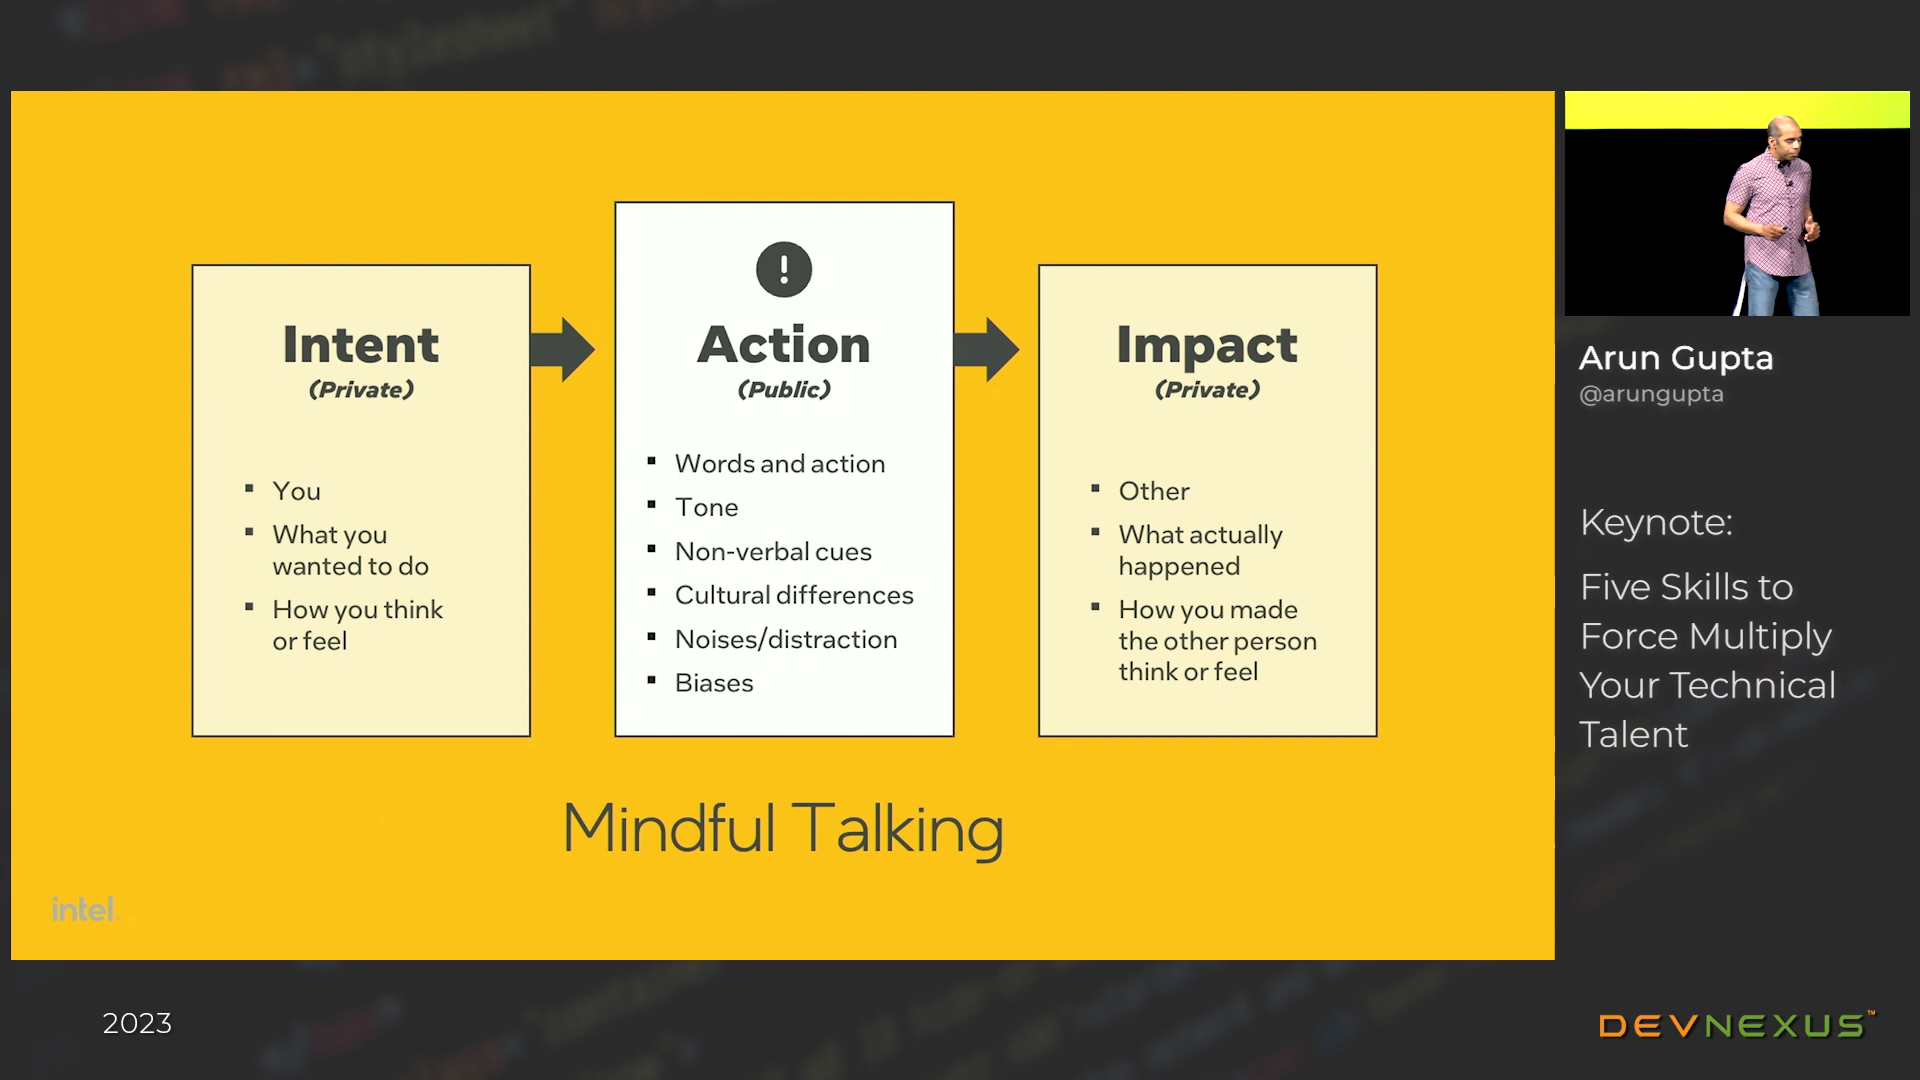 Intent
(Private)
You
What you
wanted to do
How you think
or feel
!
Action
(Public)
Words and action
Tone
Non-verbal cues
Cultural differences
Noises/distraction
Biases
Impact
(Private)
Other
What actually
happened
How you made
the other person
think or feel
Mindful Talking
intel
Arun Gupta
@arungupta
Keynote:
Five Skills to
Force Multiply
Your Technical
Talent
2023
DEVNEXUS™